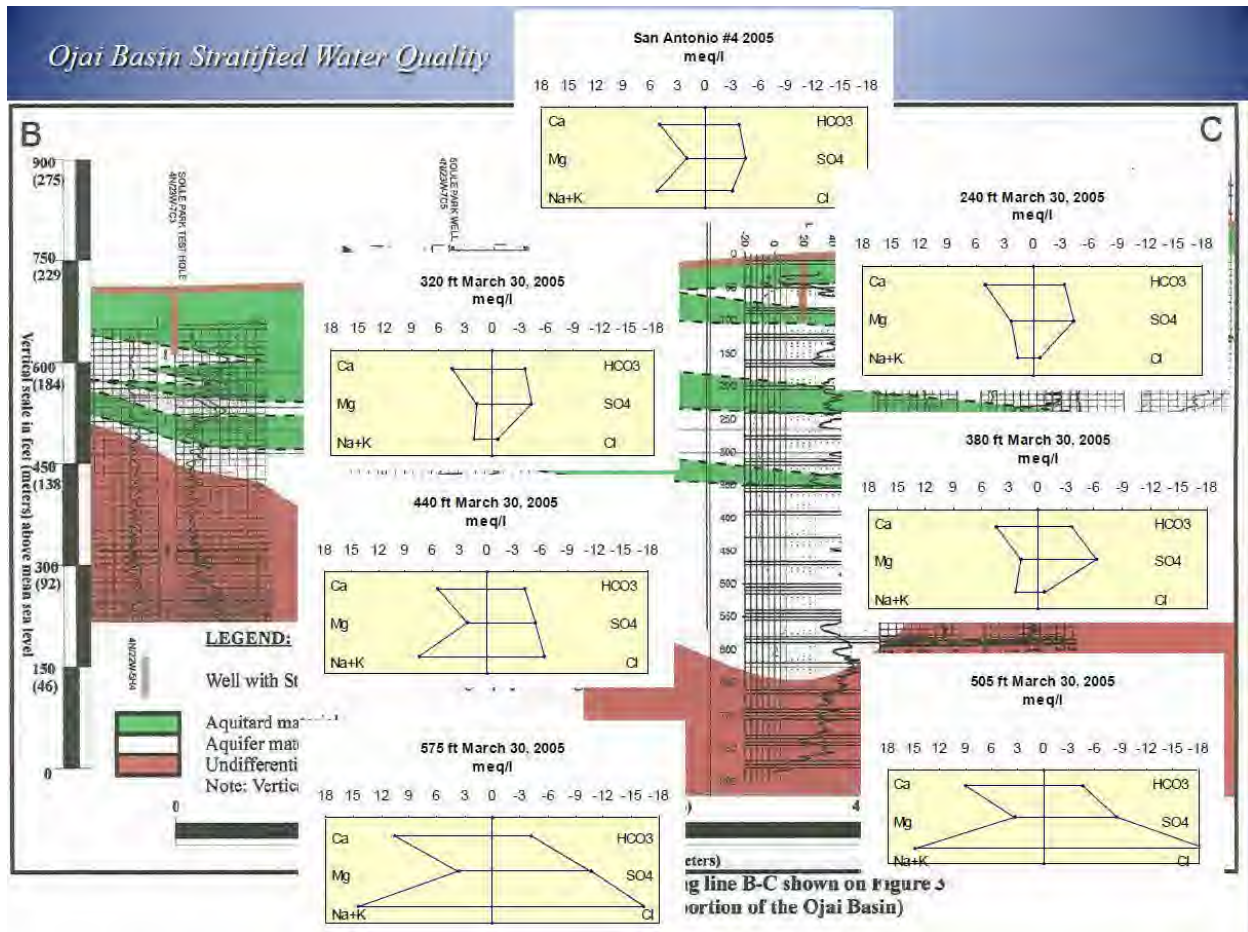 Ojai Basin Stratified Water Quality
San Antonio #4 2005
meq/l
18 15 12 9 6 3 0 -3 -6 -9 -12 -15 -18
Ca HCO3
Mg SO4
Na+K Cl
B
C
900
(275)
750
(229
600
(184)
450
(138
300
(92)
150
(46)
0
Vertical scale in feet (meters) above mean sea level
SOULE PARK WELL
4N22W-7C5
240 ft March 30, 2005
meq/l
18 15 12 9 6 3 0 -3 -6 -9 -12 -15 -18
Ca HCO3
Mg SO4
Na+K Cl
320 ft March 30, 2005
meq/l
18 15 12 9 6 3 0 -3 -6 -9 -12 -15 -18
Ca HCO3
Mg SO4
Na+K Cl
380 ft March 30, 2005
meq/l
18 15 12 9 6 3 0 -3 -6 -9 -12 -15 -18
Ca HCO3
Mg SO4
Na+K Cl
440 ft March 30, 2005
meq/l
18 15 12 9 6 3 0 -3 -6 -9 -12 -15 -18
Ca HCO3
Mg SO4
Na+K Cl
505 ft March 30, 2005
meq/l
18 15 12 9 6 3 0 -3 -6 -9 -12 -15 -18
Ca HCO3
Mg SO4
Na+K Cl
575 ft March 30, 2005
meq/l
18 15 12 9 6 3 0 -3 -6 -9 -12 -15 -18
Ca HCO3
Mg SO4
Na+K Cl
LEGEND:
Well with St
Aquitard
Aquifer mat
Undifferenti
Note: Vertic
0
4
eters)
g line B-C shown on Figure 3
ortion of the Ojai Basin)